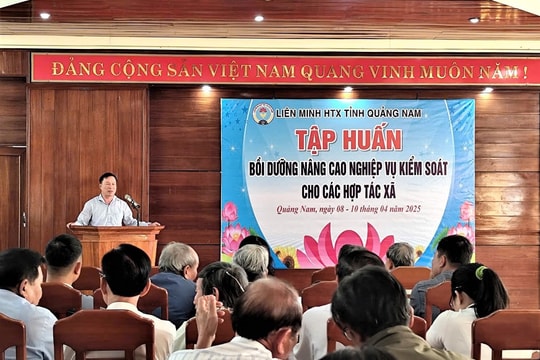 ĐẢNG CỘNG SẢN VIỆT NAM QUANG VINH MUÔN NĂM !
LIÊN MINH HTX TỈNH QUẢNG NAM
TẬP HUẤN
BỒI DƯỠNG NÂNG CAO NGHIỆP VỤ KIỂM SOÁT
CHO CÁC HỢP TÁC XÃ
Quảng Nam, ngày 08 - 10 tháng 04 năm 2025